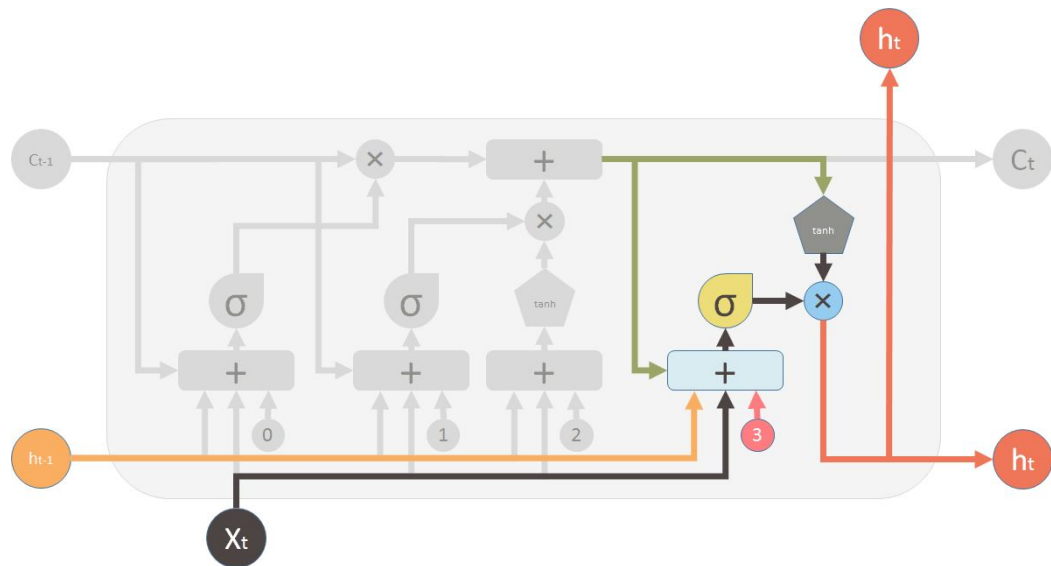 ht
Ct-1
×
+
Ct
×
tanh
tanh
σ
σ
σ
×
+
+
+
+
0
1
2
3
ht-1
ht
Xt